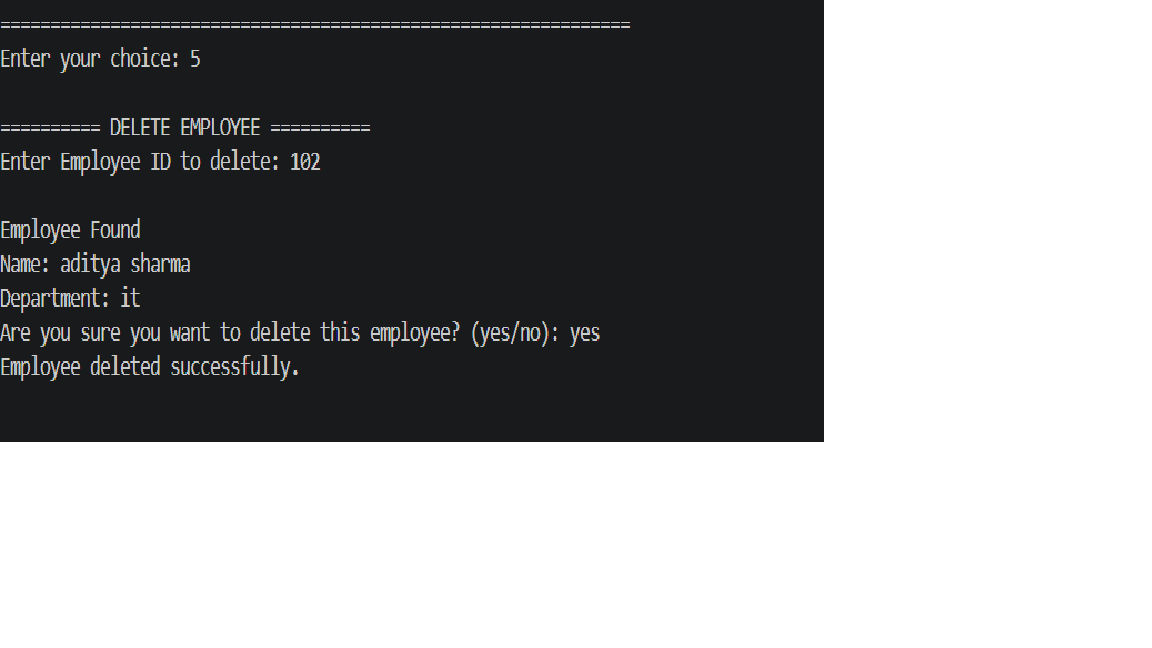 ===============================================================
Enter your choice: 5
========== DELETE EMPLOYEE ==========
Enter Employee ID to delete: 102
Employee Found
Name: aditya sharma
Department: it
Are you sure you want to delete this employee? (yes/no): yes
Employee deleted successfully.